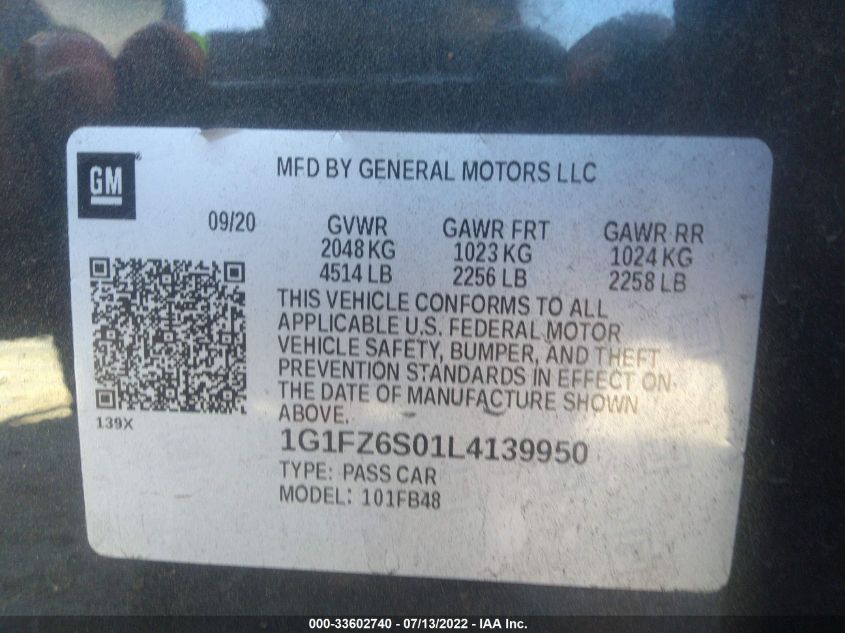 GM
MFD BY GENERAL MOTORS LLC
09/20 GVWR GAWR FRT GAWR RR
2048 KG 1023 KG 1024 KG
4514 LB 2256 LB 2258 LB
THIS VEHICLE CONFORMS TO ALL
APPLICABLE U.S. FEDERAL MOTOR
VEHICLE SAFETY, BUMPER, AND THEFT
PREVENTION STANDARDS IN EFFECT ON
THE DATE OF MANUFACTURE SHOWN
ABOVE.
139X
1G1FZ6S01L4139950
TYPE: PASS CAR
MODEL: 101FB48
000-33602740 - 07/13/2022 - IAA Inc.